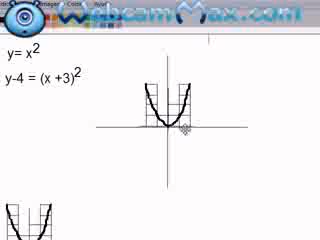 WebcamMax.com
y= x²
y-4 = (x +3)²